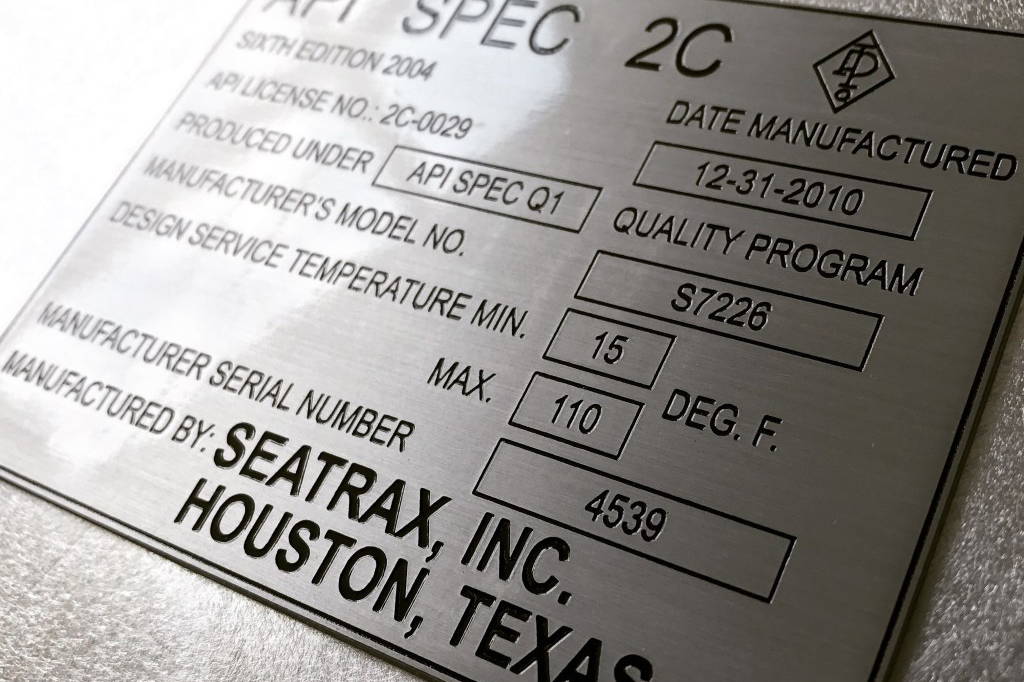 API SPEC 2C
SIXTH EDITION 2004
API LICENSE NO.: 2C-0029
DATE MANUFACTURED
PRODUCED UNDER API SPEC Q1
12-31-2010
MANUFACTURER'S MODEL NO.
QUALITY PROGRAM
S7226
DESIGN SERVICE TEMPERATURE MIN. 15
MAX. 110 DEG. F.
MANUFACTURER SERIAL NUMBER 4539
MANUFACTURED BY: SEATRAX, INC.
HOUSTON, TEXAS